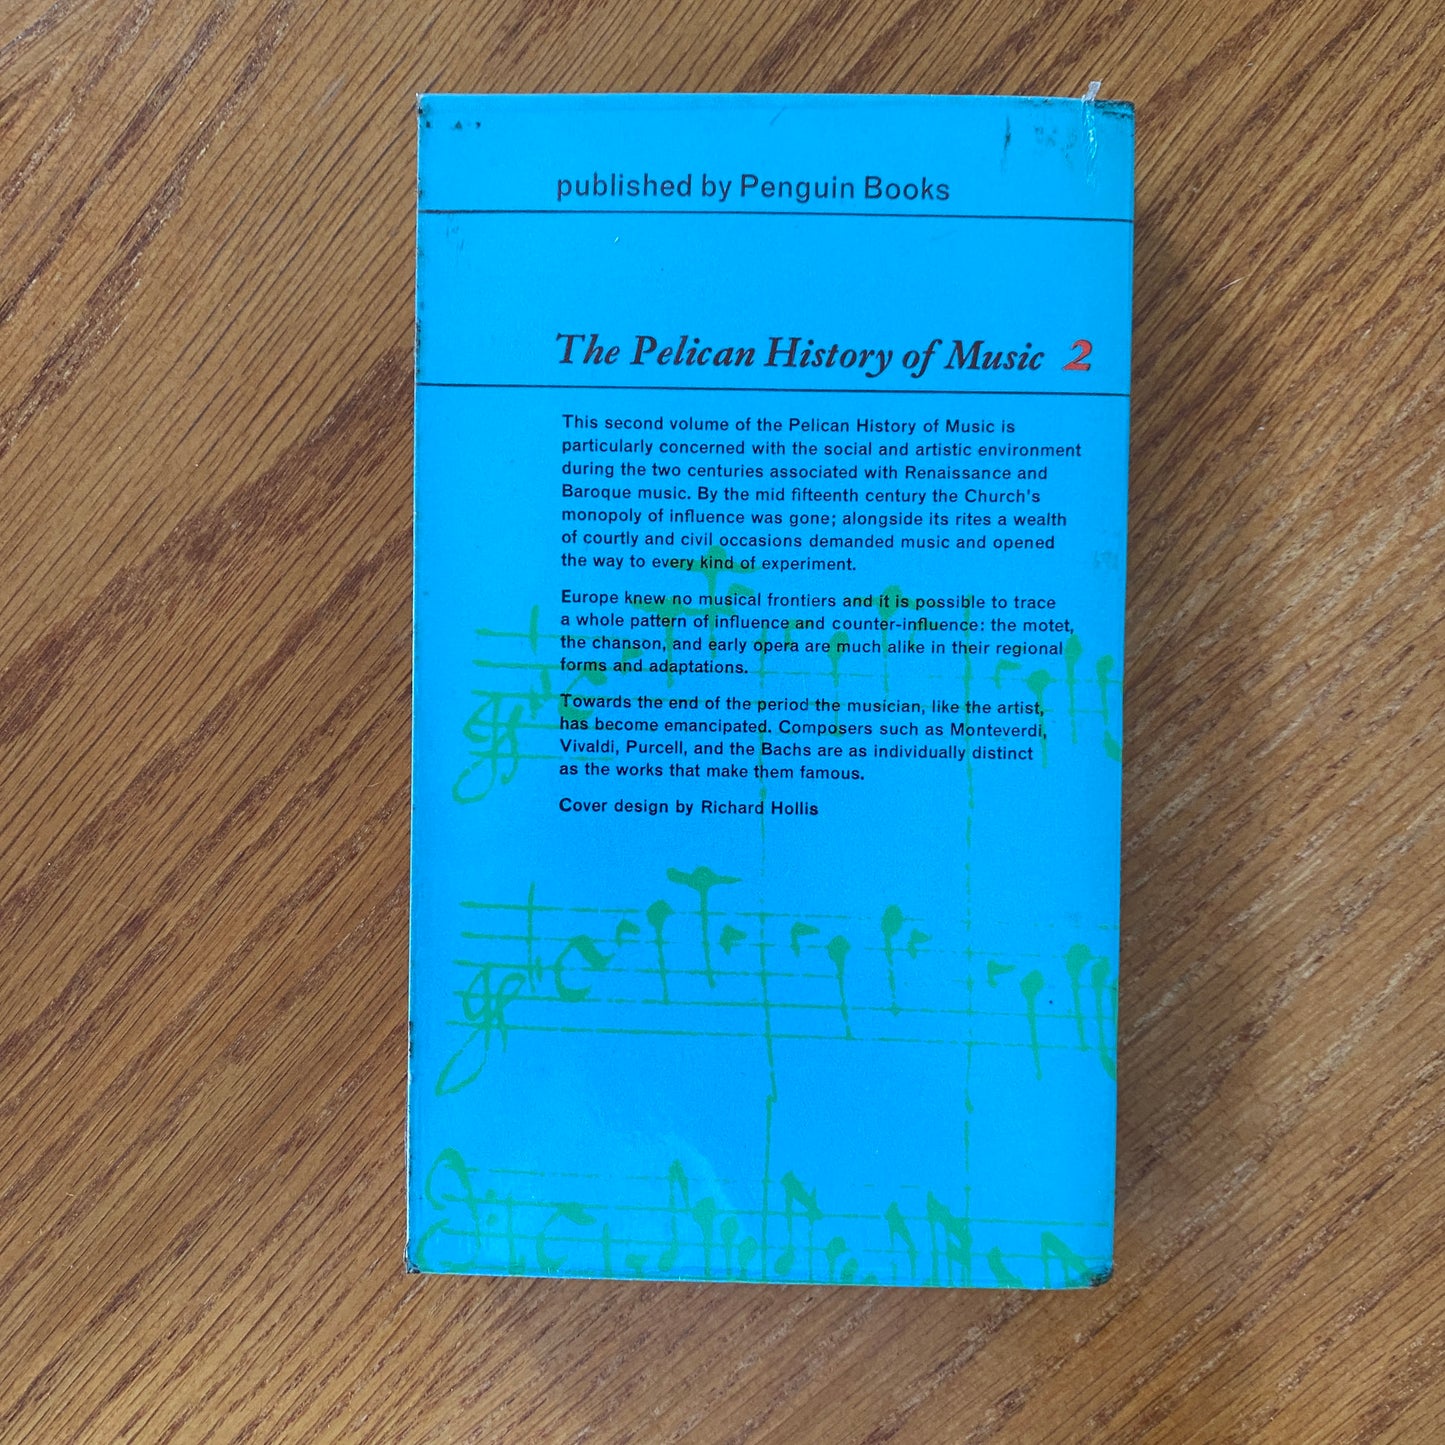 published by Penguin Books
The Pelican History of Music 2
This second volume of the Pelican History of Music is
particularly concerned with the social and artistic environment
during the two centuries associated with Renaissance and
Baroque music. By the mid fifteenth century the Church's
monopoly of influence was gone; alongside its rites a wealth
of courtly and civil occasions demanded music and opened
the way to every kind of experiment.
Europe knew no musical frontiers and it is possible to trace
a whole pattern of influence and counter-influence: the motet,
the chanson, and early opera are much alike in their regional
forms and adaptations.
Towards the end of the period the musician, like the artist,
has become emancipated. Composers such as Monteverdi,
Vivaldi, Purcell, and the Bachs are as individually distinct
as the works that make them famous.
Cover design by Richard Hollis